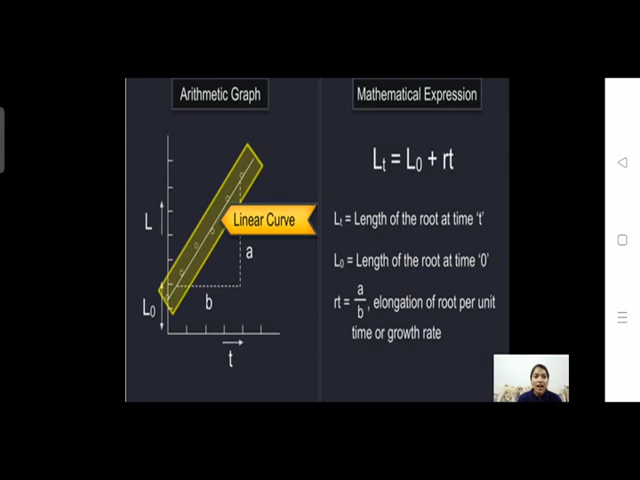 Arithmetic Graph
Mathematical Expression
Lt = L0 + rt
L
Linear Curve
a
b
L0
t
Lt = Length of the root at time ‘t’
L0 = Length of the root at time ‘0’
rt = a/b, elongation of root per unit
time or growth rate